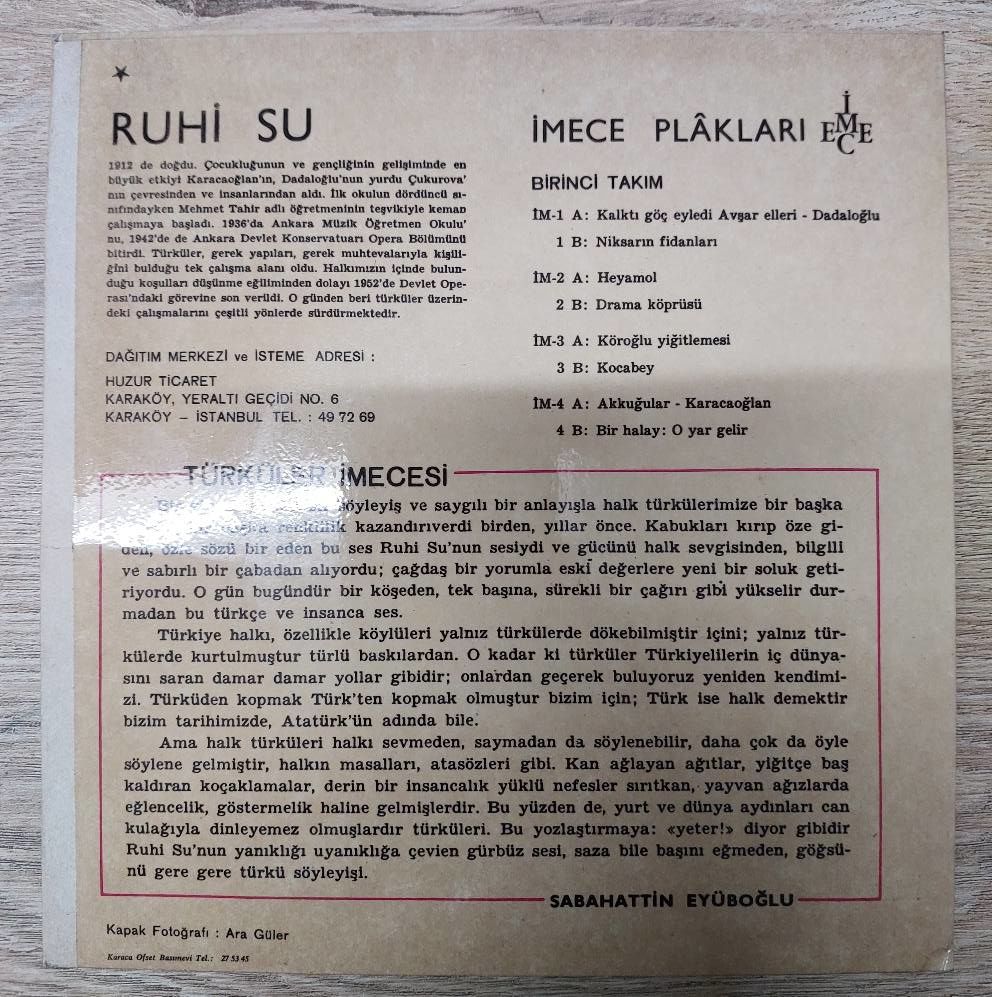 RUHİ SU
1912 de doğdu. Çocukluğunun ve gençliğinin gelişiminde en
büyük etkiyi Karacaoğlan'ın, Dadaloğlu'nun yurdu Çukurova'
nın çevresinden ve insanlarından aldı. İlk okulun dördüncü sı-
nıfındayken Mehmet Tahir adlı öğretmeninin teşvikiyle keman
çalışmaya başladı. 1936'da Ankara Müzik Öğretmen Okulu'
nu, 1942'de de Ankara Devlet Konservatuarı Opera Bölümünü
bitirdi. Türküler, gerek yapıları, gerek muhtevalarıyla kişili-
ğini bulduğu tek çalışma alanı oldu. Halkımızın içinde bulun-
duğu koşulları düşünme eğiliminden dolayı 1952'de Devlet Ope-
rası'ndaki görevine son verildi. O günden beri türküler üzerin-
deki çalışmalarını çeşitli yönlerde sürdürmektedir.
DAĞITIM MERKEZİ ve İSTEME ADRESİ :
HUZUR TİCARET
KARAKÖY, YERALTI GEÇİDİ NO. 6
KARAKÖY – İSTANBUL TEL. : 49 72 69
İMECE PLÂKLARI İMECE
BİRİNCİ TAKIM
İM-1 A: Kalktı göç eyledi Avşar elleri - Dadaloğlu
1 B: Niksarın fidanları
İM-2 A: Heyamol
2 B: Drama köprüsü
İM-3 A: Köroğlu yiğitlemesi
3 B: Kocabey
İM-4 A: Akkuğular - Karacaoğlan
4 B: Bir halay: O yar gelir
TÜRKÜLER İMECESİ
söyleyiş ve saygılı bir anlayışla halk türkülerimize bir başka
renklilik kazandırıverdi birden, yıllar önce. Kabukları kırıp öze gi-
den, özle sözü bir eden bu ses Ruhi Su'nun sesiydi ve gücünü halk sevgisinden, bilgili
ve sabırlı bir çabadan alıyordu; çağdaş bir yorumla eski değerlere yeni bir soluk geti-
riyordu. O gün bugündür bir köşeden, tek başına, sürekli bir çağırı gibi yükselir dur-
madan bu türkçe ve insanca ses.
Türkiye halkı, özellikle köylüleri yalnız türkülerde dökebilmiştir içini; yalnız tür-
külerde kurtulmuştur türlü baskılardan. O kadar ki türküler Türkiyelilerin iç dünya-
sını saran damar damar yollar gibidir; onlardan geçerek buluyoruz yeniden kendimi-
zi. Türküden kopmak Türk'ten kopmak olmuştur bizim için; Türk ise halk demektir
bizim tarihimizde, Atatürk'ün adında bile.
Ama halk türküleri halkı sevmeden, saymadan da söylenebilir, daha çok da öyle
söylene gelmiştir, halkın masalları, atasözleri gibi. Kan ağlayan ağıtlar, yiğitçe baş
kaldıran koçaklamalar, derin bir insancalık yüklü nefesler sırıtkan, yayvan ağızlarda
eğlencelik, göstermelik haline gelmişlerdir. Bu yüzden de, yurt ve dünya aydınları can
kulağıyla dinleyemez olmuşlardır türküleri. Bu yozlaştırmaya: «yeter!» diyor gibidir
Ruhi Su'nun yanıklığı uyanıklığa çevien gürbüz sesi, saza bile başını eğmeden, göğsü-
nü gere gere türkü söyleyişi.
SABAHATTİN EYÜBOĞLU
Kapak Fotoğrafı : Ara Güler
Karaca Ofset Basımevi Tel.: 27 53 45